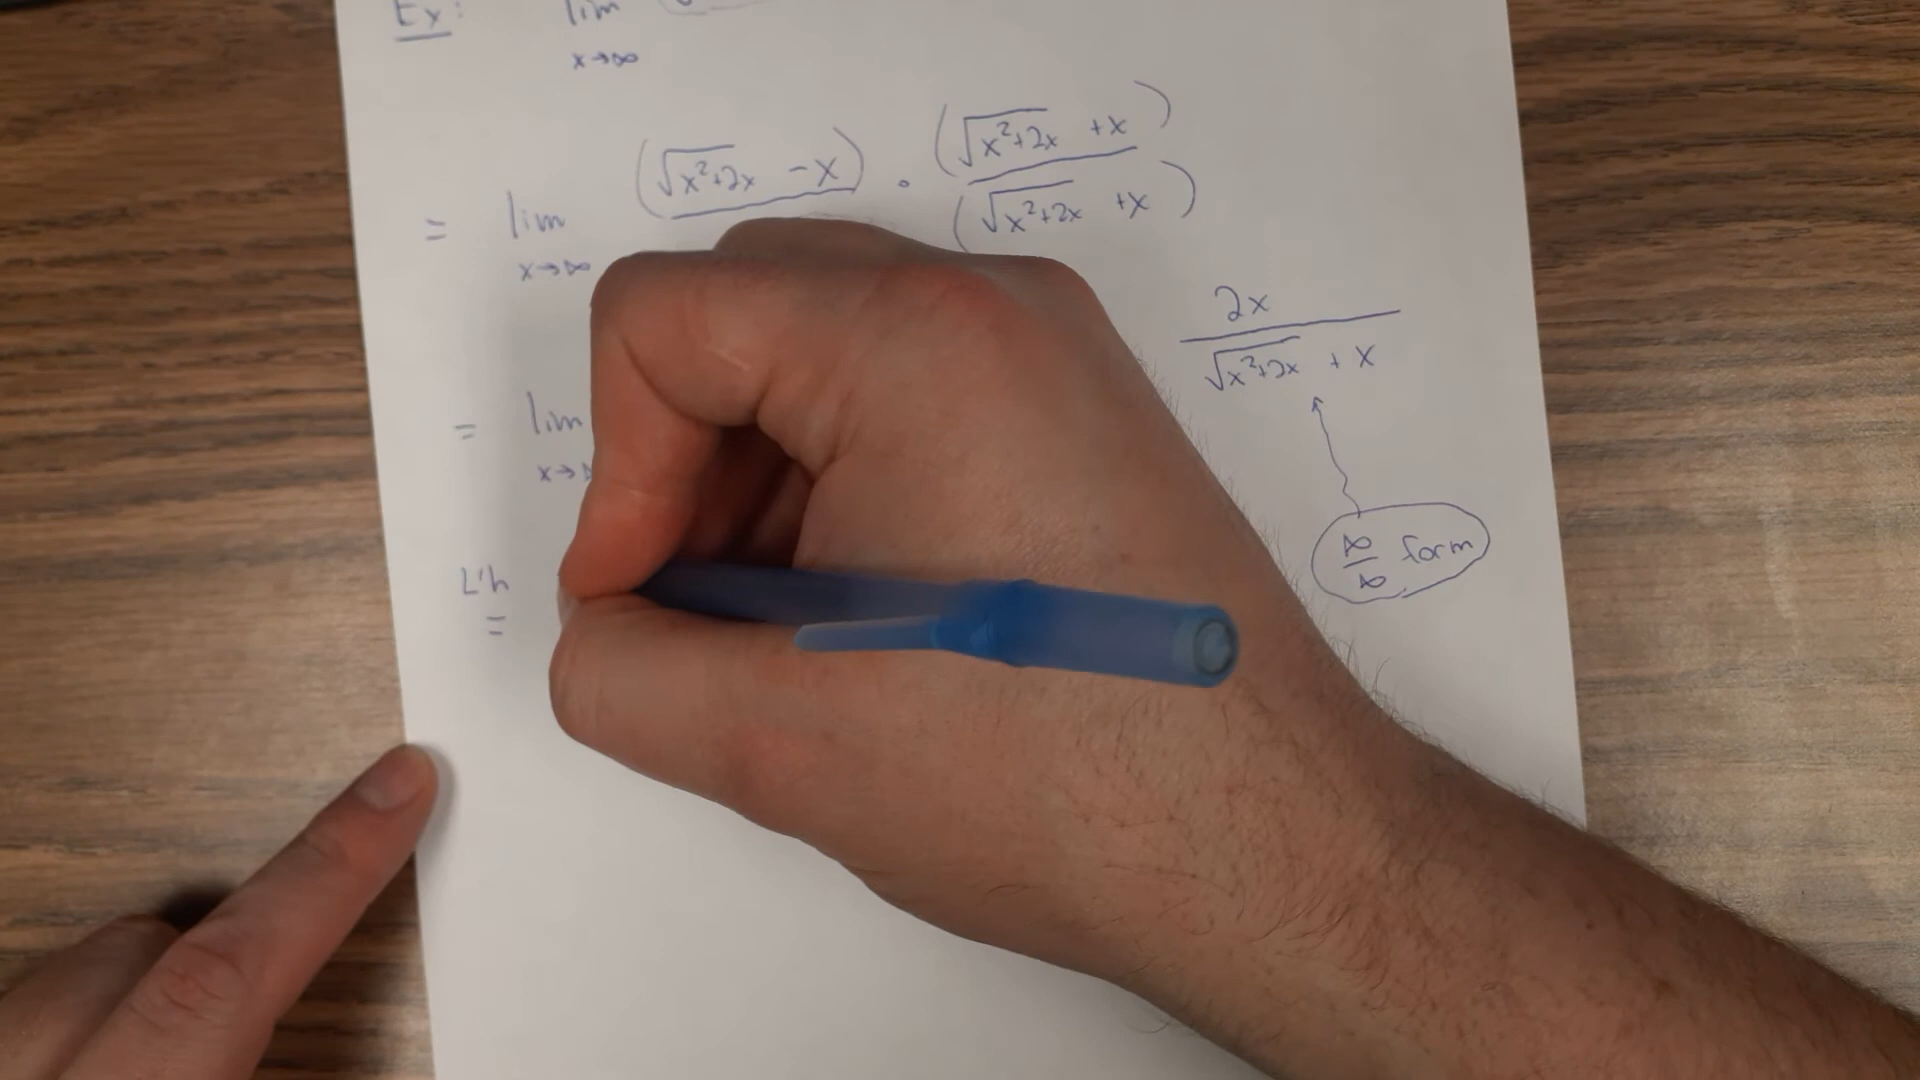 Ex: lim
x→∞
= lim (√x²+2x - x) · (√x²+2x + x)
x→∞ (√x²+2x + x)
= lim 2x
x→ √x²+2x + x
L'h ∞/∞ form
=